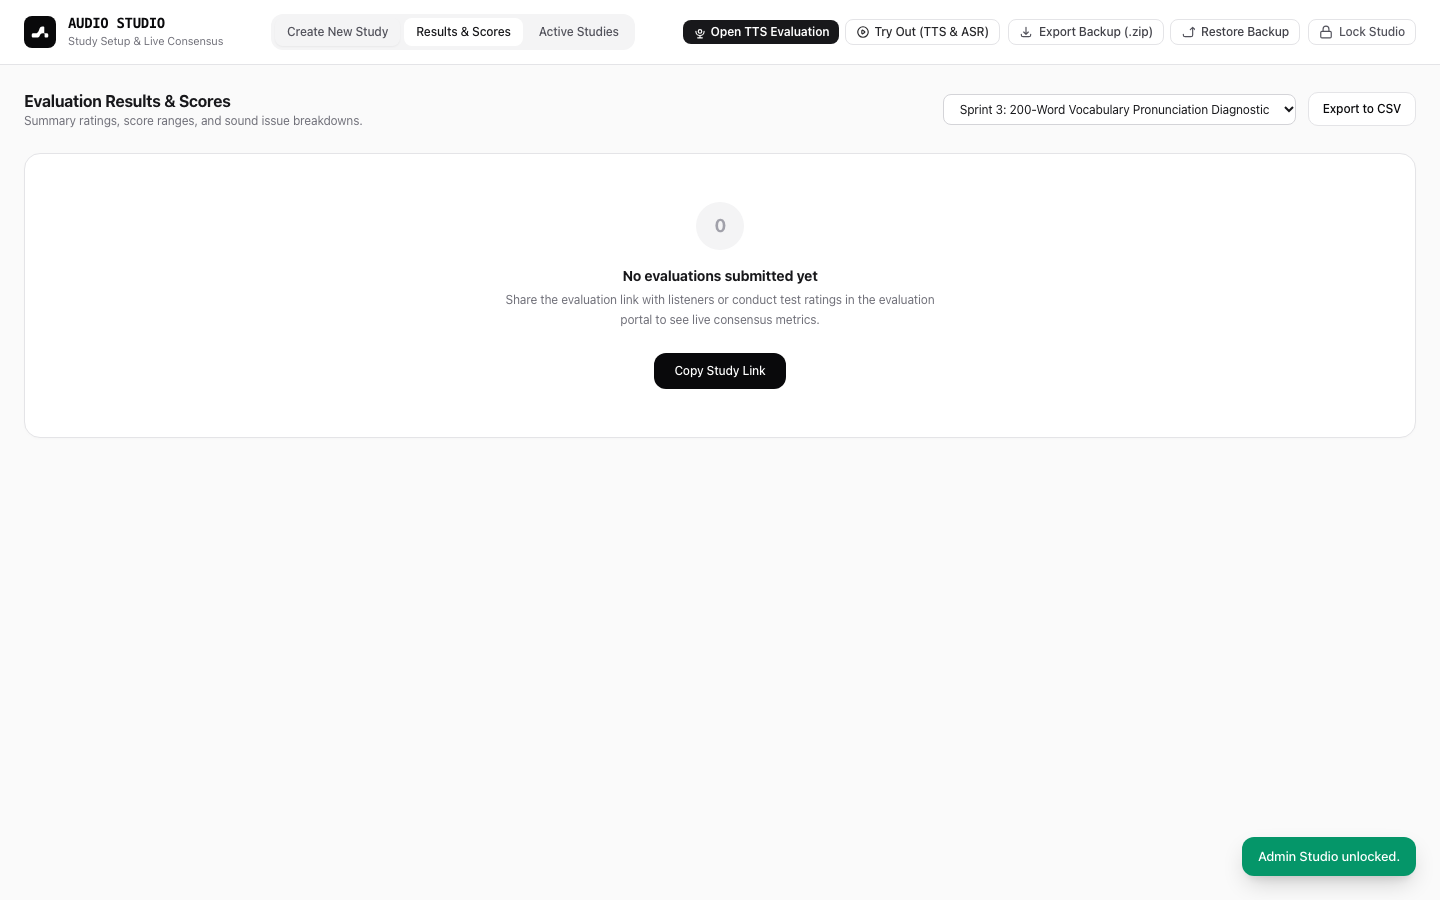 AUDIO STUDIO
Study Setup & Live Consensus
Create New Study
Results & Scores
Active Studies
Open TTS Evaluation
Try Out (TTS & ASR)
Export Backup (.zip)
Restore Backup
Lock Studio
Evaluation Results & Scores
Summary ratings, score ranges, and sound issue breakdowns.
Sprint 3: 200-Word Vocabulary Pronunciation Diagnostic
Export to CSV
0
No evaluations submitted yet
Share the evaluation link with listeners or conduct test ratings in the evaluation
portal to see live consensus metrics.
Copy Study Link
Admin Studio unlocked.